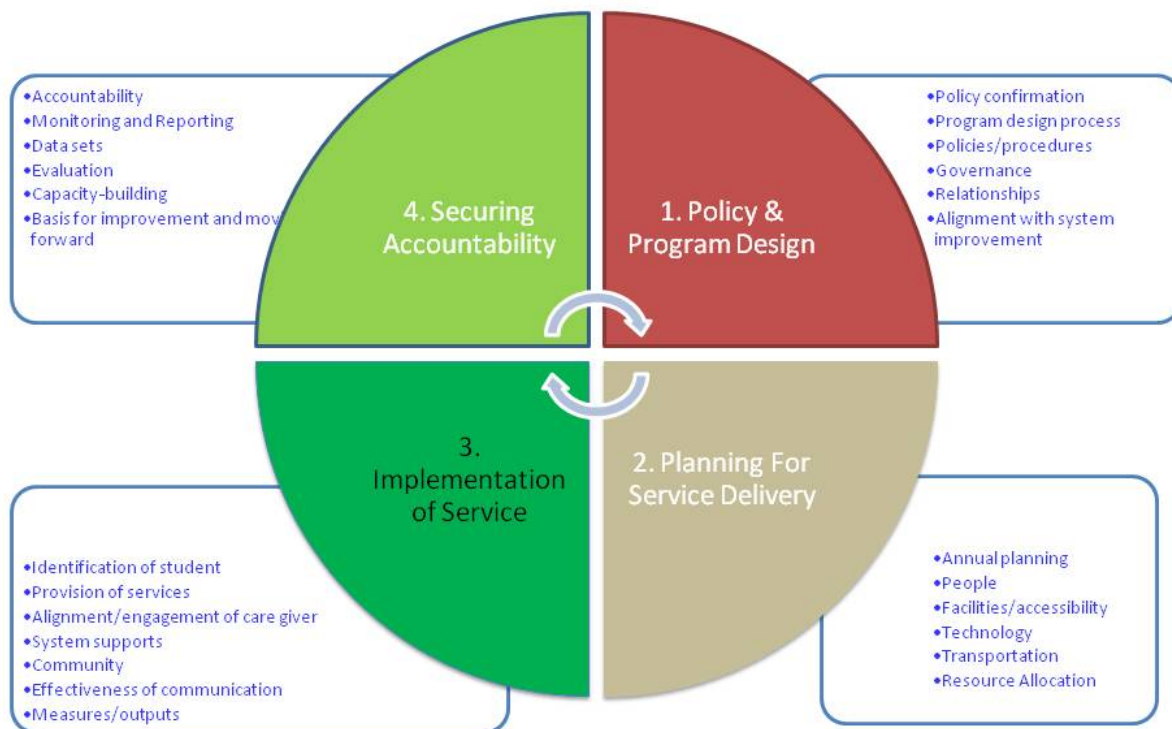 •Accountability
•Monitoring and Reporting
•Data sets
•Evaluation
•Capacity-building
•Basis for improvement and mov
forward
4. Securing
Accountability
1. Policy &
Program Design
•Policy confirmation
•Program design process
•Policies/procedures
•Governance
•Relationships
•Alignment with system
improvement
3.
Implementation
of Service
2. Planning For
Service Delivery
•Identification of student
•Provision of services
•Alignment/engagement of care giver
•System supports
•Community
•Effectiveness of communication
•Measures/outputs
•Annual planning
•People
•Facilities/accessibility
•Technology
•Transportation
•Resource Allocation